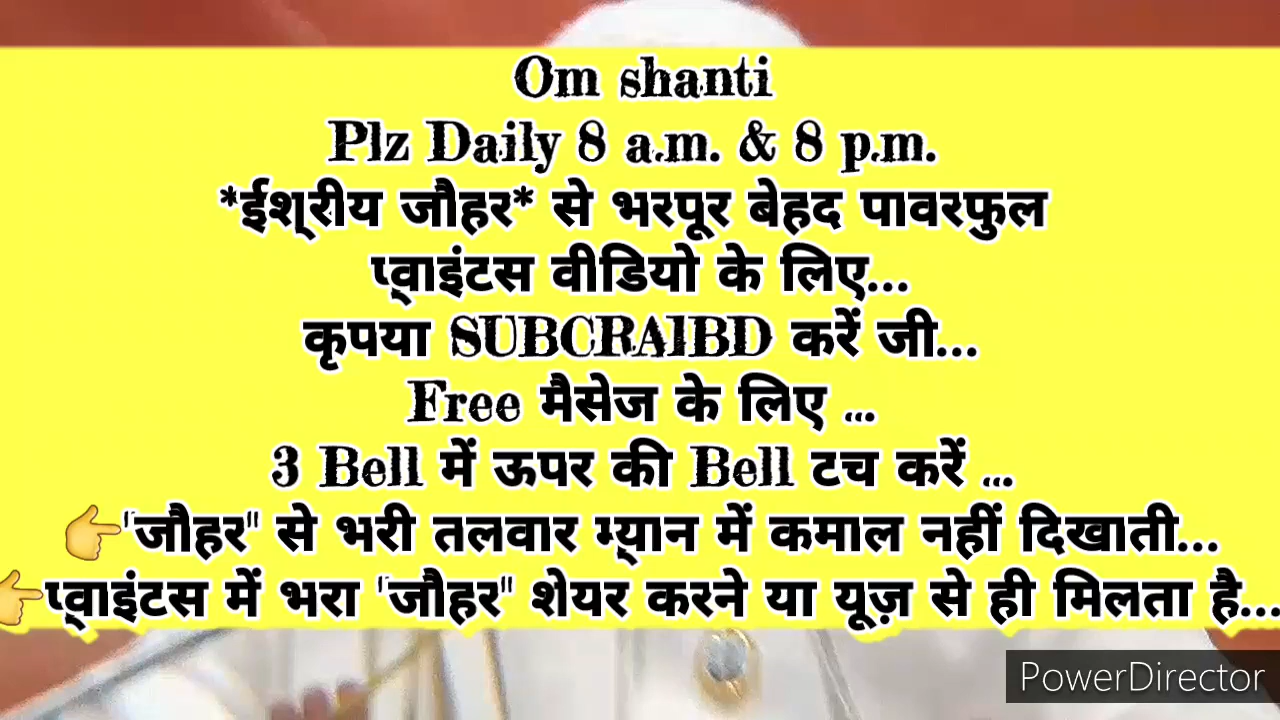 Om shanti
Plz Daily 8 a.m. & 8 p.m.
*ईश्रीय जौहर* से भरपूर बेहद पावरफुल
प्वाइंटस वीडियो के लिए...
कृपया SUBCRAIBD करें जी...
Free मैसेज के लिए ...
3 Bell में ऊपर की Bell टच करें ...
👉"जौहर" से भरी तलवार म्यान में कमाल नहीं दिखाती...
👉प्वाइंटस में भरा "जौहर" शेयर करने या यूज़ से ही मिलता है...
PowerDirector